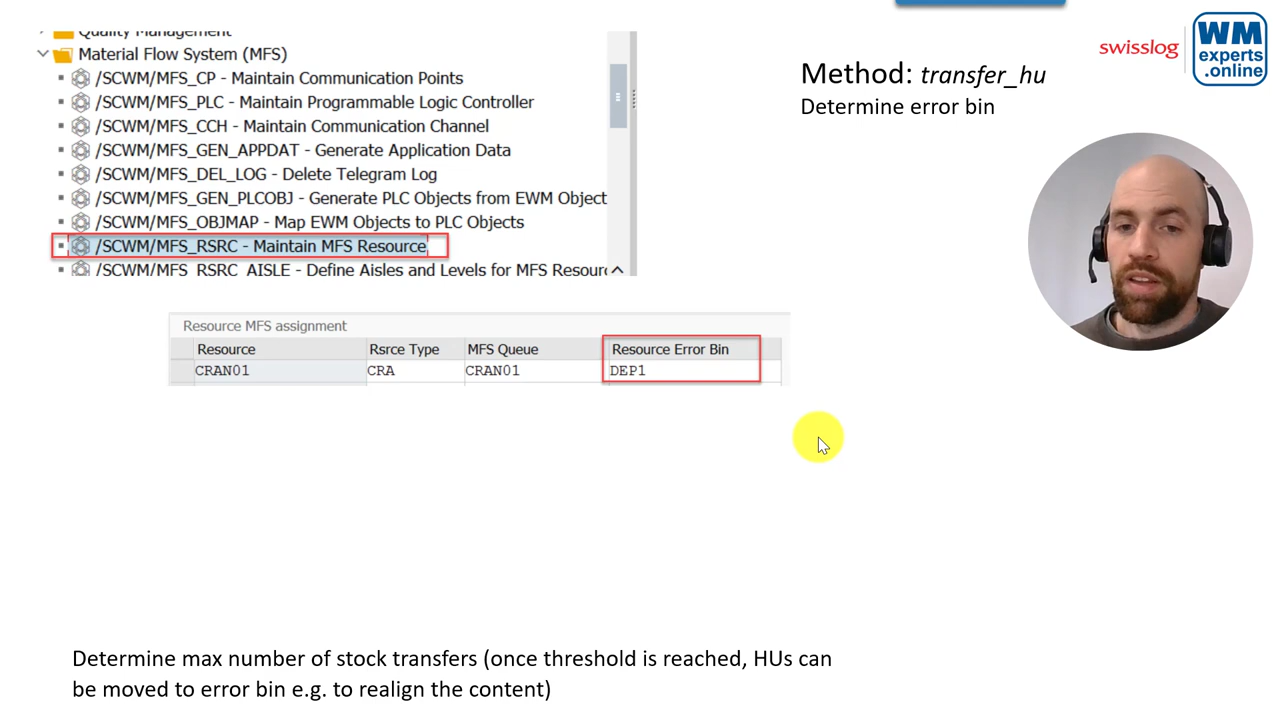 Quality Management
Material Flow System (MFS)
/SCWM/MFS_CP - Maintain Communication Points
/SCWM/MFS_PLC - Maintain Programmable Logic Controller
/SCWM/MFS_CCH - Maintain Communication Channel
/SCWM/MFS_GEN_APPDAT - Generate Application Data
/SCWM/MFS_DEL_LOG - Delete Telegram Log
/SCWM/MFS_GEN_PLCOBJ - Generate PLC Objects from EWM Object
/SCWM/MFS_OBJMAP - Map EWM Objects to PLC Objects
/SCWM/MFS_RSRC - Maintain MFS Resource
/SCWM/MFS_RSRC_AISLE - Define Aisles and Levels for MFS Resour
Method: transfer_hu
Determine error bin
swisslog
WM
experts
.online
Resource MFS assignment
Resource Rsrce Type MFS Queue Resource Error Bin
CRAN01 CRA CRAN01 DEP1
Determine max number of stock transfers (once threshold is reached, HUs can
be moved to error bin e.g. to realign the content)